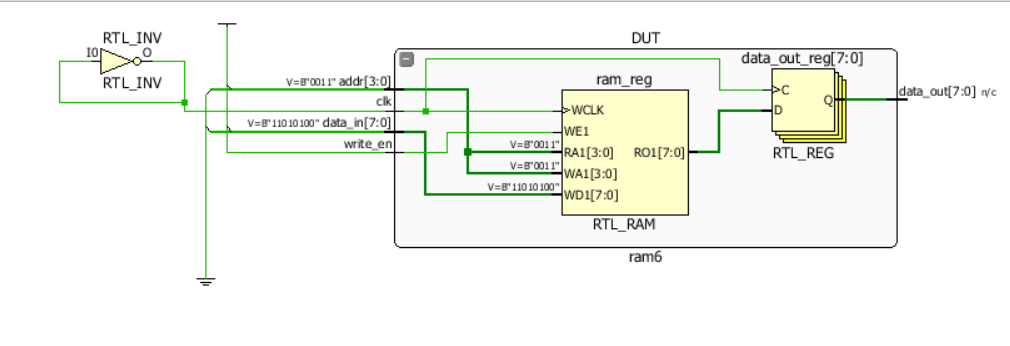 DUT
RTL_INV
I0
O
RTL_INV
data_out_reg[7:0]
ram_reg
V=B"0011" addr[3:0]
clk
V=B"11010100" data_in[7:0]
write_en
>WCLK
WE1
V=B"0011"
RA1[3:0]
RO1[7:0]
V=B"0011"
WA1[3:0]
V=B"11010100"
WD1[7:0]
RTL_RAM
>C
D
Q
data_out[7:0] n/c
RTL_REG
ram6